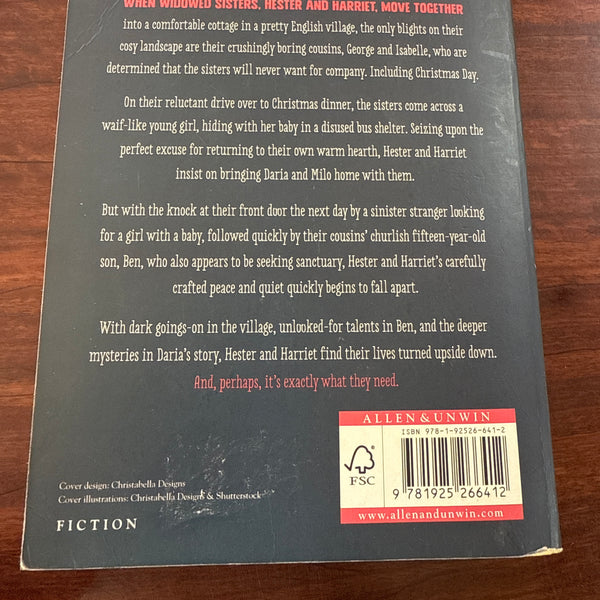 WHEN WIDOWED SISTERS, HESTER AND HARRIET, MOVE TOGETHER
into a comfortable cottage in a pretty English village, the only blights on their
cosy landscape are their crushingly boring cousins, George and Isabelle, who are
determined that the sisters will never want for company. Including Christmas Day.
On their reluctant drive over to Christmas dinner, the sisters come across a
waif-like young girl, hiding with her baby in a disused bus shelter. Seizing upon the
perfect excuse for returning to their own warm hearth, Hester and Harriet
insist on bringing Daria and Milo home with them.
But with the knock at their front door the next day by a sinister stranger looking
for a girl with a baby, followed quickly by their cousins' churlish fifteen-year-old
son, Ben, who also appears to be seeking sanctuary, Hester and Harriet's carefully
crafted peace and quiet quickly begins to fall apart.
With dark goings-on in the village, unlooked-for talents in Ben, and the deeper
mysteries in Daria's story, Hester and Harriet find their lives turned upside down.
And, perhaps, it's exactly what they need.
ALLEN & UNWIN
ISBN 978-1-92526-641-2
FSC
9 781925 266412
www.allenandunwin.com
Cover design: Christabella Designs
Cover illustrations: Christabella Designs & Shutterstock
FICTION